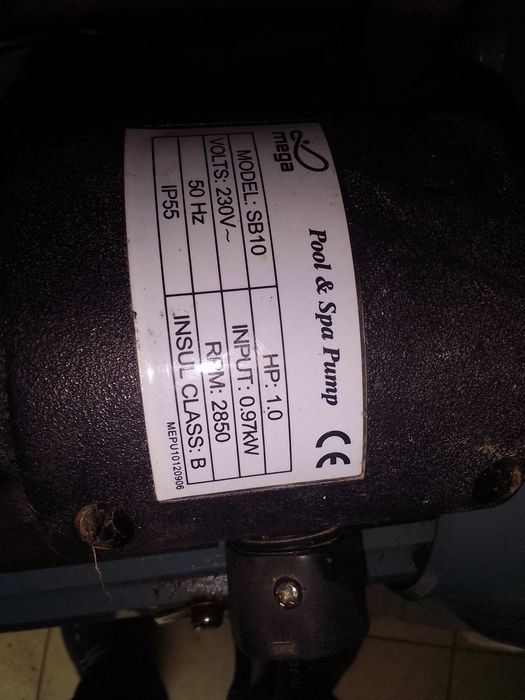 mega
Pool & Spa Pump
CE
MODEL: SB10 HP: 1.0
VOLTS: 230V~ INPUT: 0.97kW
50 Hz RPM: 2850
IP55 INSUL CLASS: B
MEPU10120906